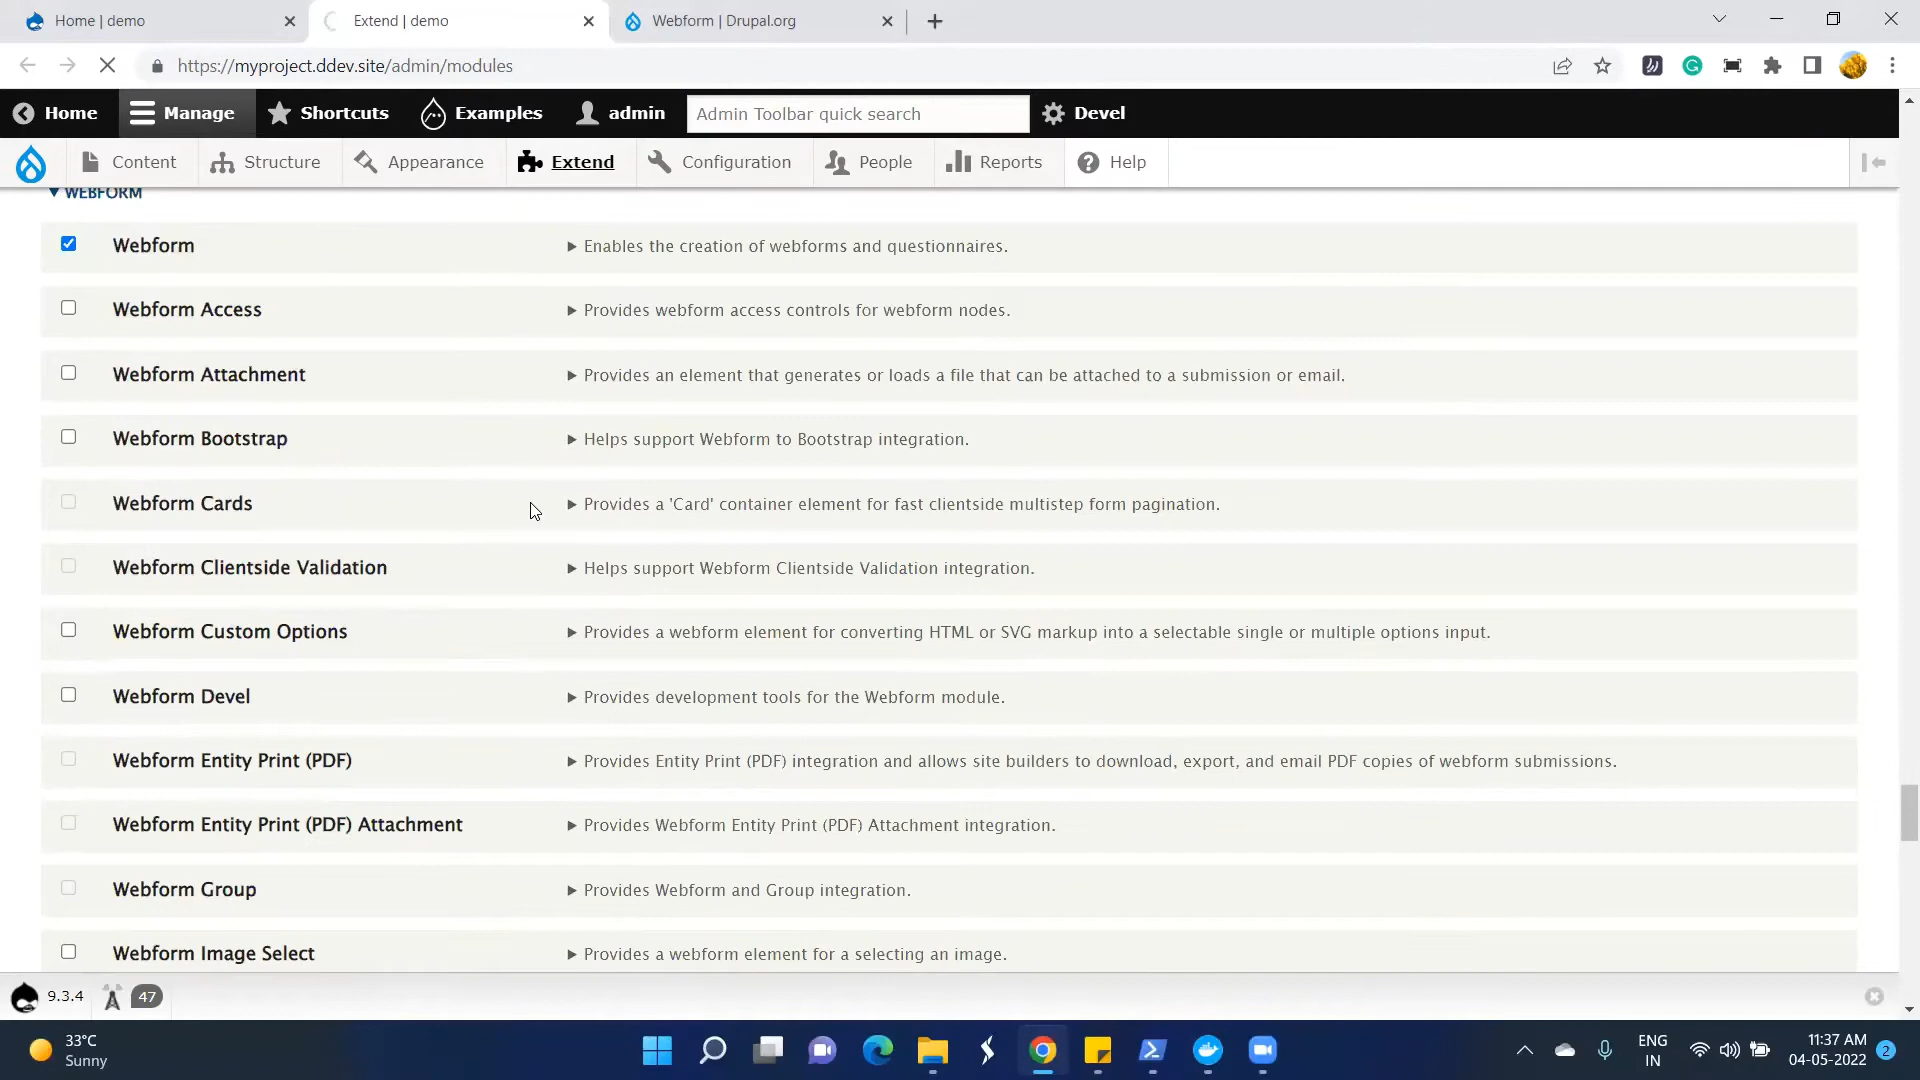 Home | demo
Extend | demo
Webform | Drupal.org
https://myproject.ddev.site/admin/modules
Home
Manage
Shortcuts
Examples
admin
Admin Toolbar quick search
Devel
Content
Structure
Appearance
Extend
Configuration
People
Reports
Help
WEBFORM
Webform
Enables the creation of webforms and questionnaires.
Webform Access
Provides webform access controls for webform nodes.
Webform Attachment
Provides an element that generates or loads a file that can be attached to a submission or email.
Webform Bootstrap
Helps support Webform to Bootstrap integration.
Webform Cards
Provides a 'Card' container element for fast clientside multistep form pagination.
Webform Clientside Validation
Helps support Webform Clientside Validation integration.
Webform Custom Options
Provides a webform element for converting HTML or SVG markup into a selectable single or multiple options input.
Webform Devel
Provides development tools for the Webform module.
Webform Entity Print (PDF)
Provides Entity Print (PDF) integration and allows site builders to download, export, and email PDF copies of webform submissions.
Webform Entity Print (PDF) Attachment
Provides Webform Entity Print (PDF) Attachment integration.
Webform Group
Provides Webform and Group integration.
Webform Image Select
Provides a webform element for a selecting an image.
9.3.4
47
33°C
Sunny
ENG
IN
11:37 AM
04-05-2022
2